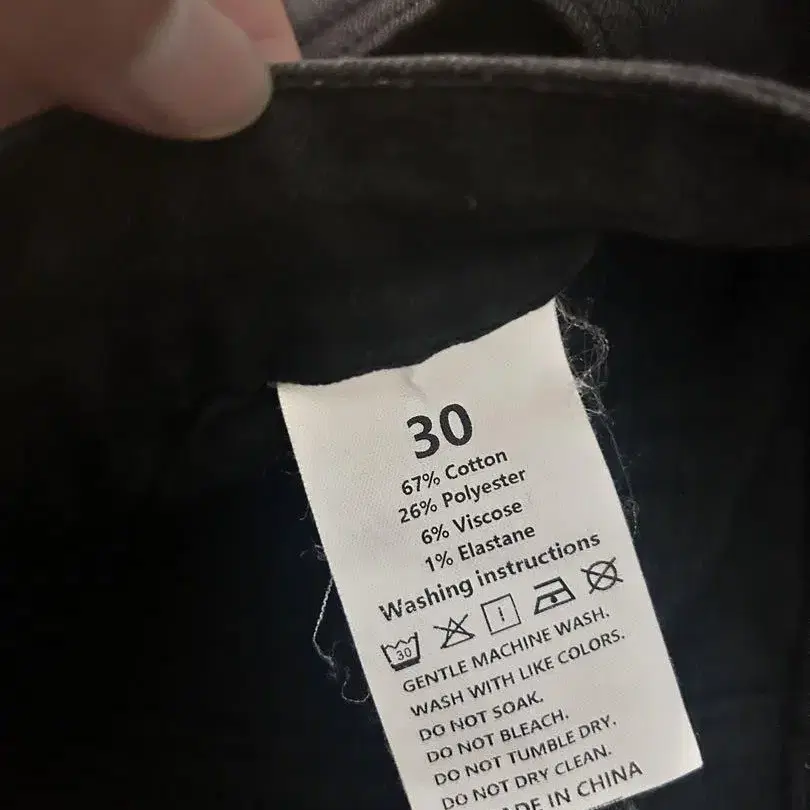 30
67% Cotton
26% Polyester
6% Viscose
1% Elastane
Washing instructions
30
GENTLE MACHINE WASH.
WASH WITH LIKE COLORS.
DO NOT SOAK.
DO NOT BLEACH.
DO NOT TUMBLE DRY.
DO NOT DRY CLEAN.
IN CHINA